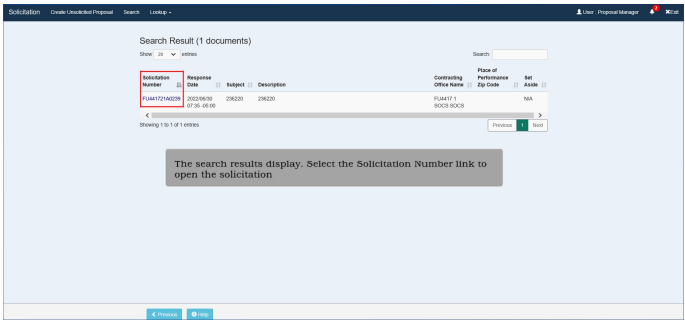 Solicitation Create Unsolicited Proposal Search Lookup User : Proposal Manager Exit
Search Result (1 documents)
Show 20 entries Search:
Solicitation Number Response Date Subject Description Contracting Office Name Place of Performance Zip Code Set Aside
FU441721A0239 2022/06/30 07:35 -05:00 236220 236220 FU4417 1 SOCS SOCS N/A
Showing 1 to 1 of 1 entries Previous 1 Next
The search results display. Select the Solicitation Number link to
open the solicitation
Previous Help